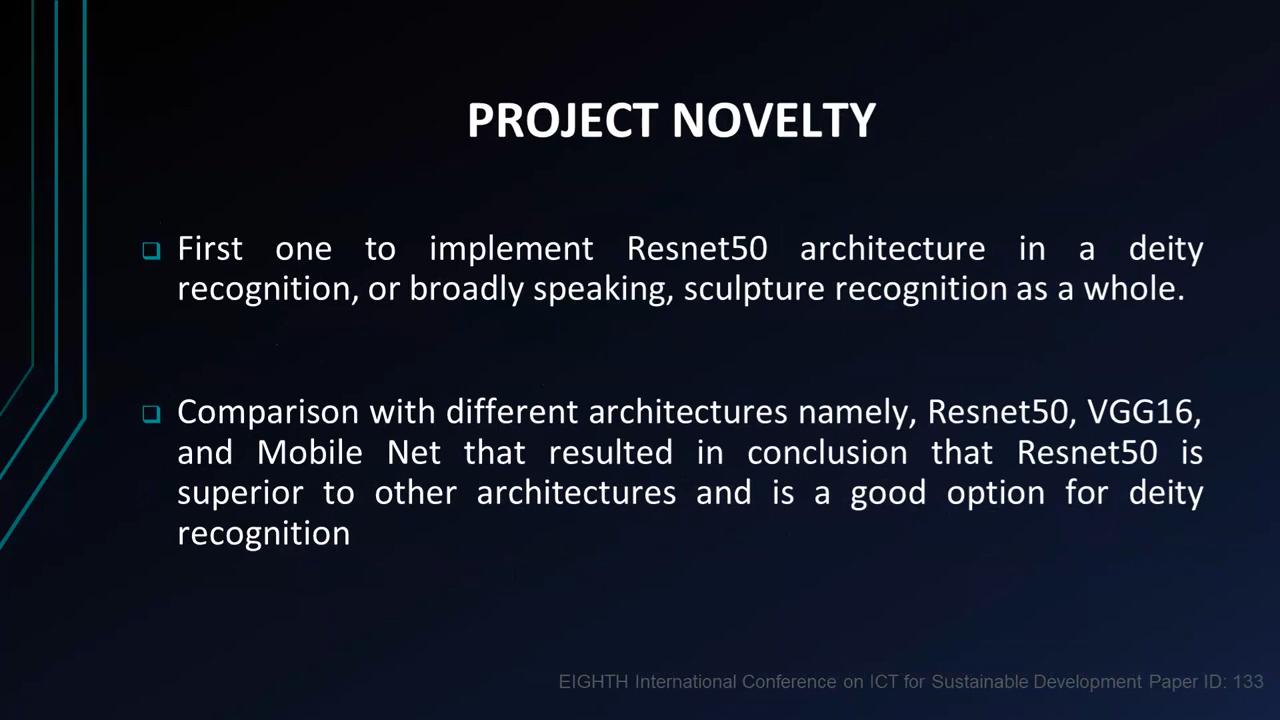 PROJECT NOVELTY
First one to implement Resnet50 architecture in a deity
recognition, or broadly speaking, sculpture recognition as a whole.
Comparison with different architectures namely, Resnet50, VGG16,
and Mobile Net that resulted in conclusion that Resnet50 is
superior to other architectures and is a good option for deity
recognition
EIGHTH International Conference on ICT for Sustainable Development Paper ID: 133